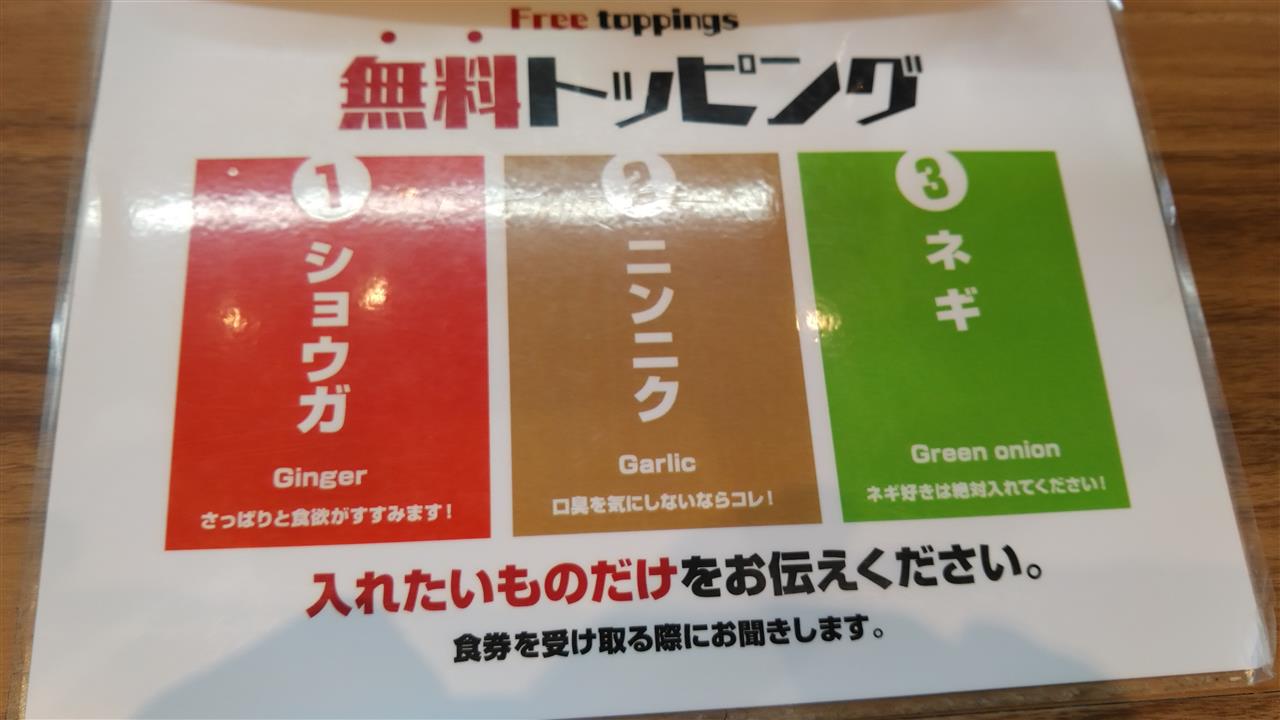 Free toppings
無料トッピング
1
ショウガ
Ginger
さっぱりと食欲がすすみます!
2
ニンニク
Garlic
口臭を気にしないならコレ!
3
ネギ
Green onion
ネギ好きは絶対入れてください!
入れたいものだけをお伝えください。
食券を受け取る際にお聞きします。